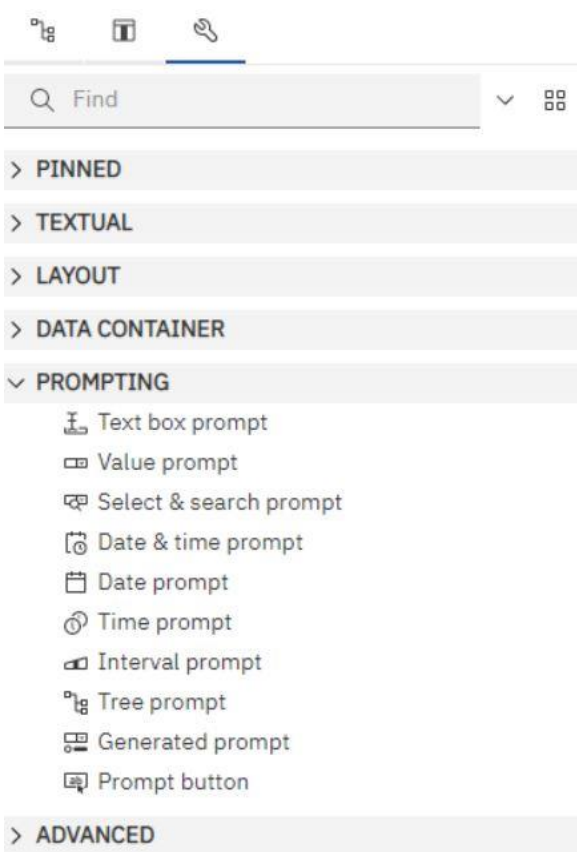 Find
PINNED
TEXTUAL
LAYOUT
DATA CONTAINER
PROMPTING
Text box prompt
Value prompt
Select & search prompt
Date & time prompt
Date prompt
Time prompt
Interval prompt
Tree prompt
Generated prompt
Prompt button
ADVANCED